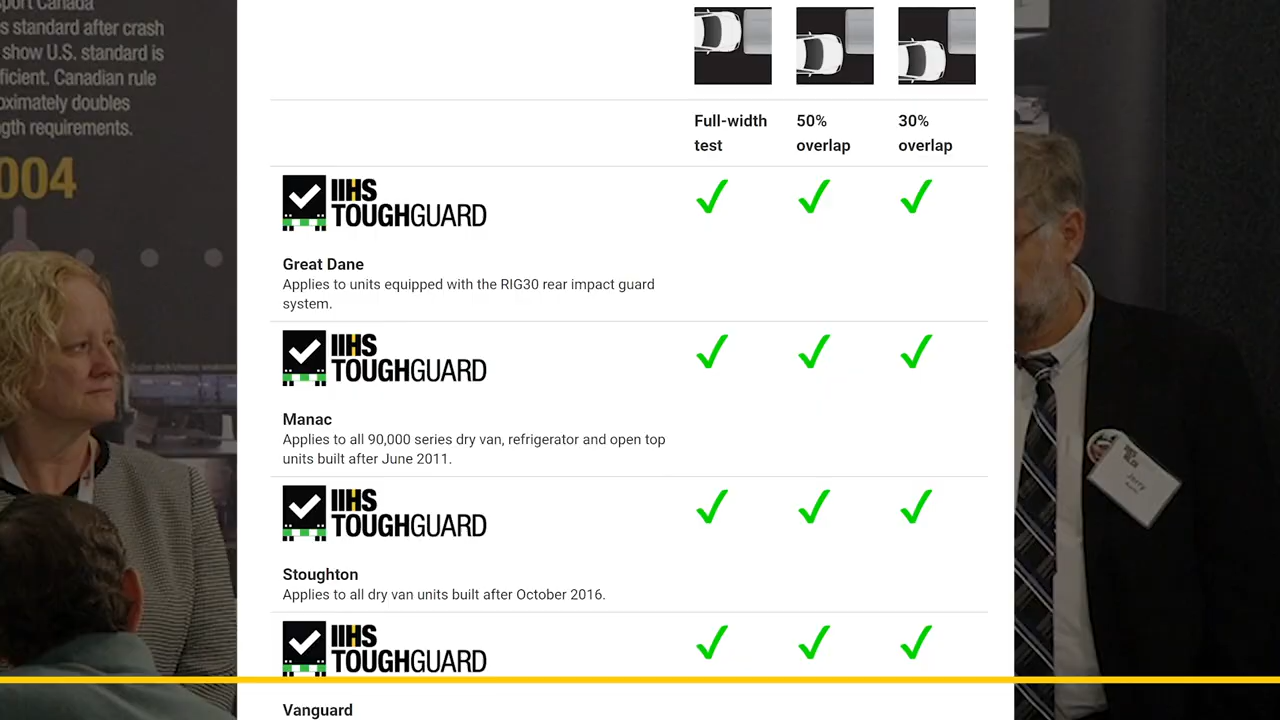 sport Canada
s standard after crash
show U.S. standard is
ficient. Canadian rule
oximately doubles
gth requirements.
004
Full-width test
50% overlap
30% overlap
IIHS
TOUGHGUARD
Great Dane
Applies to units equipped with the RIG30 rear impact guard
system.
IIHS
TOUGHGUARD
Manac
Applies to all 90,000 series dry van, refrigerator and open top
units built after June 2011.
IIHS
TOUGHGUARD
Stoughton
Applies to all dry van units built after October 2016.
IIHS
TOUGHGUARD
Vanguard
Jerry